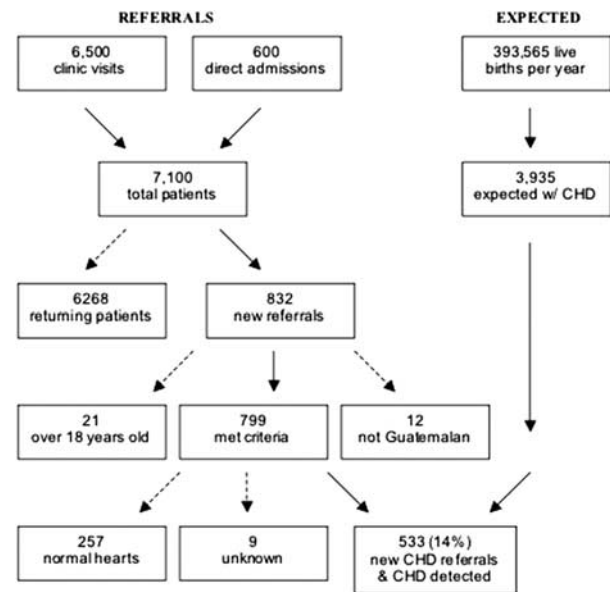 REFERRALS
EXPECTED
6,500
clinic visits
600
direct admissions
393,565 live
births per year
7,100
total patients
3,935
expected w/ CHD
6268
returning patients
832
new referrals
21
over 18 years old
799
met criteria
12
not Guatemalan
257
normal hearts
9
unknown
533 (14%)
new CHD referrals
& CHD detected